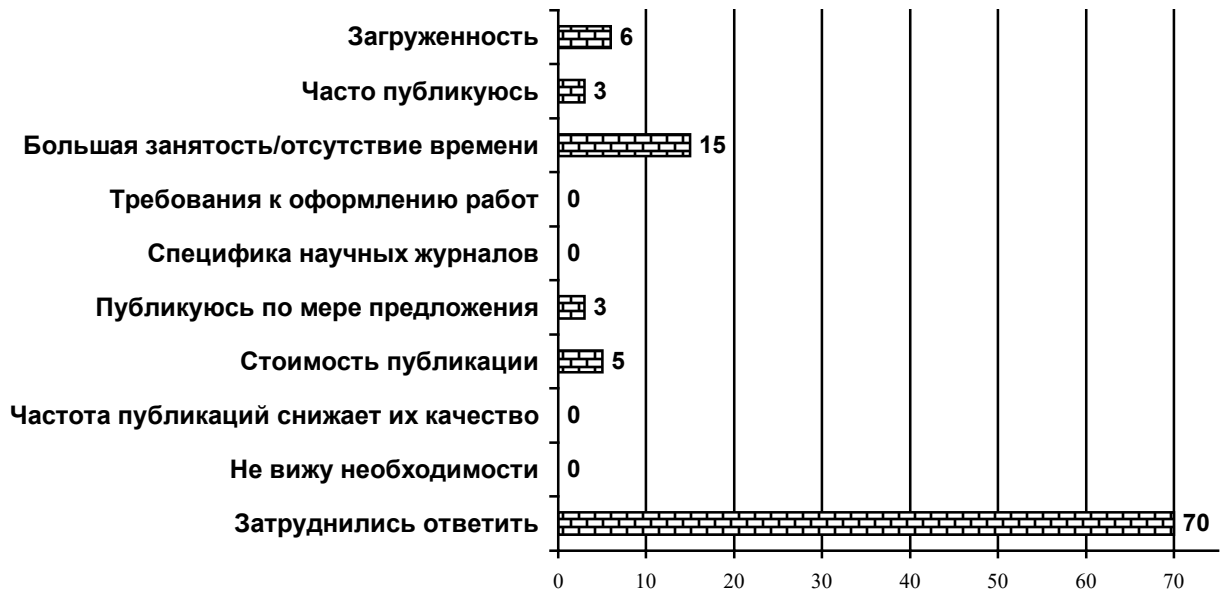 Загруженность 6
Часто публикуюсь 3
Большая занятость/отсутствие времени 15
Требования к оформлению работ 0
Специфика научных журналов 0
Публикуюсь по мере предложения 3
Стоимость публикации 5
Частота публикаций снижает их качество 0
Не вижу необходимости 0
Затруднились ответить 70
0 10 20 30 40 50 60 70